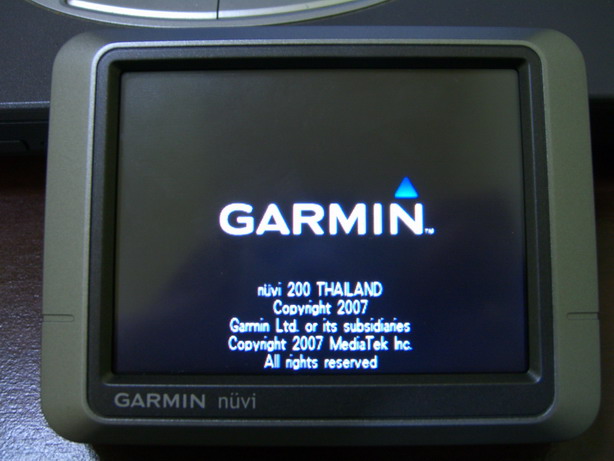 GARMIN™
nüvi 200 THAILAND
Copyright 2007
Garmin Ltd. or its subsidiaries
Copyright 2007 MediaTek Inc.
All rights reserved
GARMIN nüvi